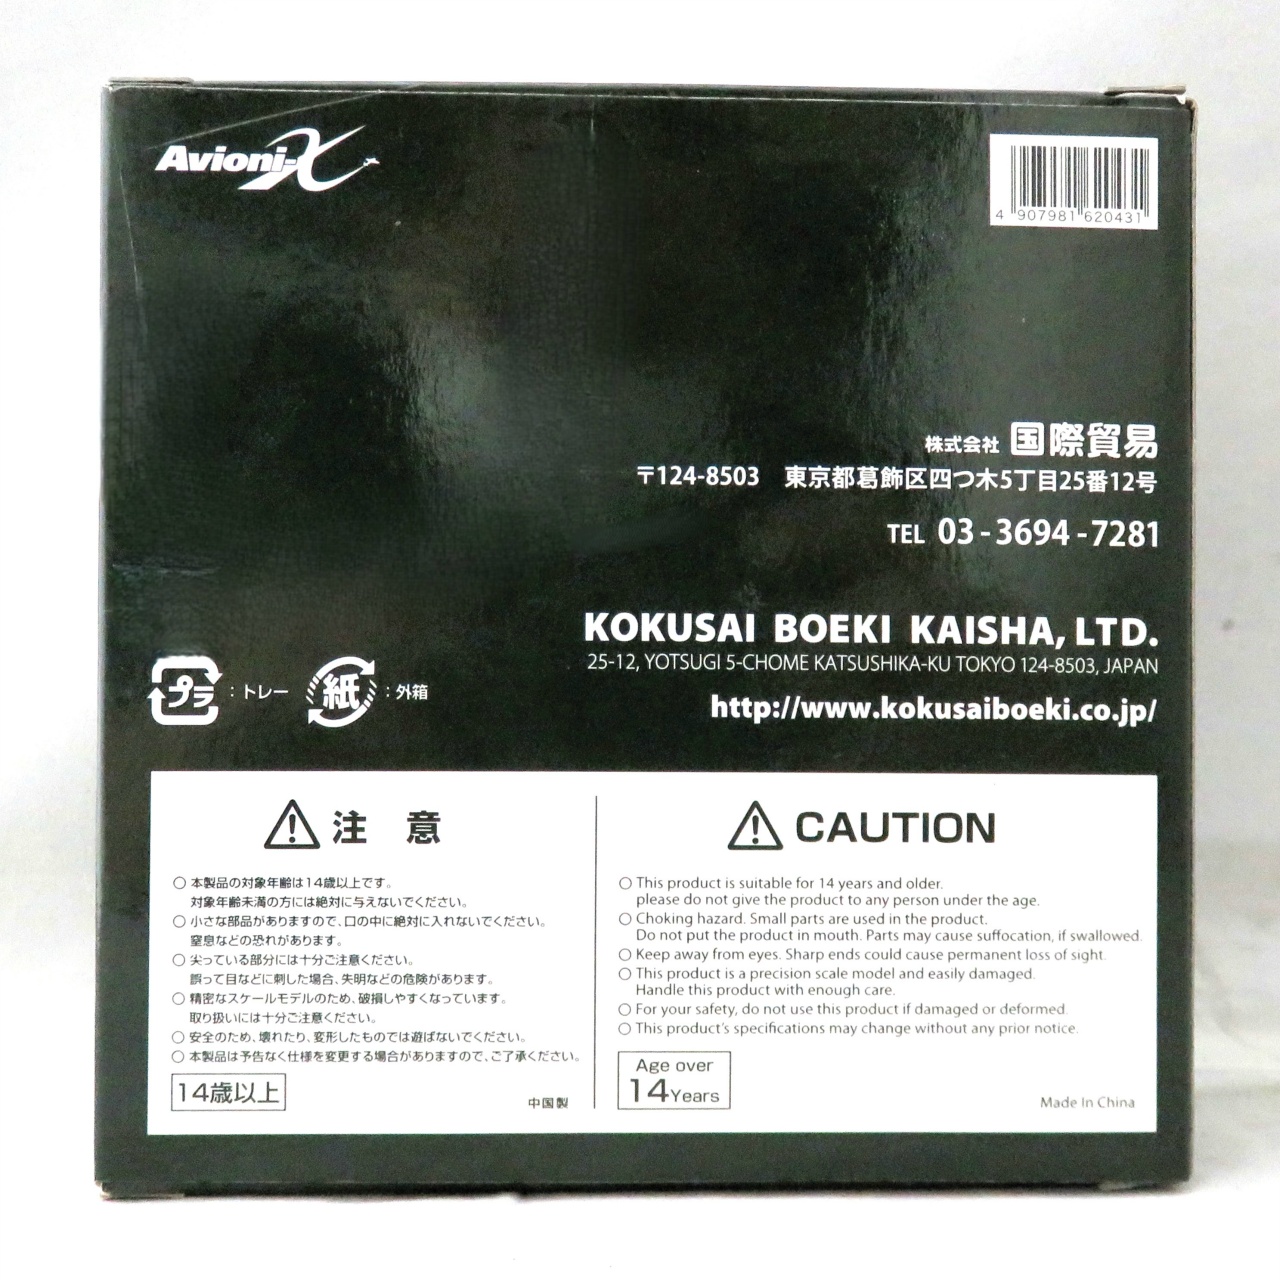 Avioni-X
4 907981 620431
株式会社 国際貿易
〒124-8503 東京都葛飾区四つ木5丁目25番12号
TEL 03-3694-7281
KOKUSAI BOEKI KAISHA, LTD.
25-12, YOTSUGI 5-CHOME KATSUSHIKA-KU TOKYO 124-8503, JAPAN
http://www.kokusaiboeki.co.jp/
プラ : トレー 紙 : 外箱
注 意
○ 本製品の対象年齢は14歳以上です。
対象年齢未満の方には絶対に与えないでください。
○ 小さな部品がありますので、口の中に絶対に入れないでください。
窒息などの恐れがあります。
○ 尖っている部分には十分ご注意ください。
誤って目などに刺した場合、失明などの危険があります。
○ 精密なスケールモデルのため、破損しやすくなっています。
取り扱いには十分ご注意ください。
○ 安全のため、壊れたり、変形したものでは遊ばないでください。
○ 本製品は予告なく仕様を変更する場合がありますので、ご了承ください。
14歳以上
中国製
CAUTION
○ This product is suitable for 14 years and older.
please do not give the product to any person under the age.
○ Choking hazard. Small parts are used in the product.
Do not put the product in mouth. Parts may cause suffocation, if swallowed.
○ Keep away from eyes. Sharp ends could cause permanent loss of sight.
○ This product is a precision scale model and easily damaged.
Handle this product with enough care.
○ For your safety, do not use this product if damaged or deformed.
○ This product's specifications may change without any prior notice.
Age over
14 Years
Made In China